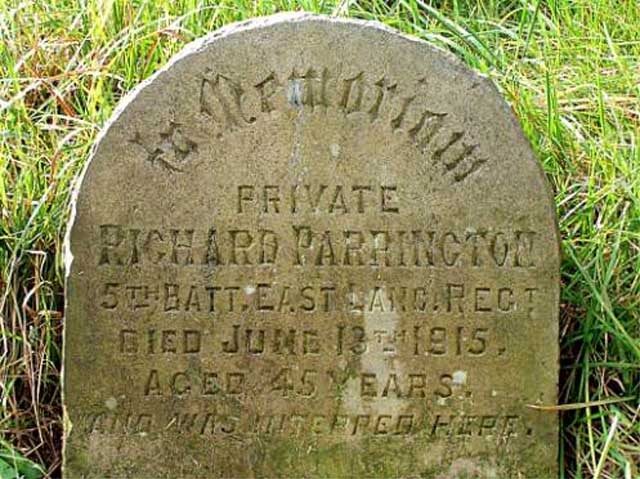 In Memoriam
PRIVATE
RICHARD PARRINGTON
5TH BATT. EAST LANC. REGT
DIED JUNE 13TH 1915.
AGED 45 YEARS.
AND WAS INTERRED HERE.